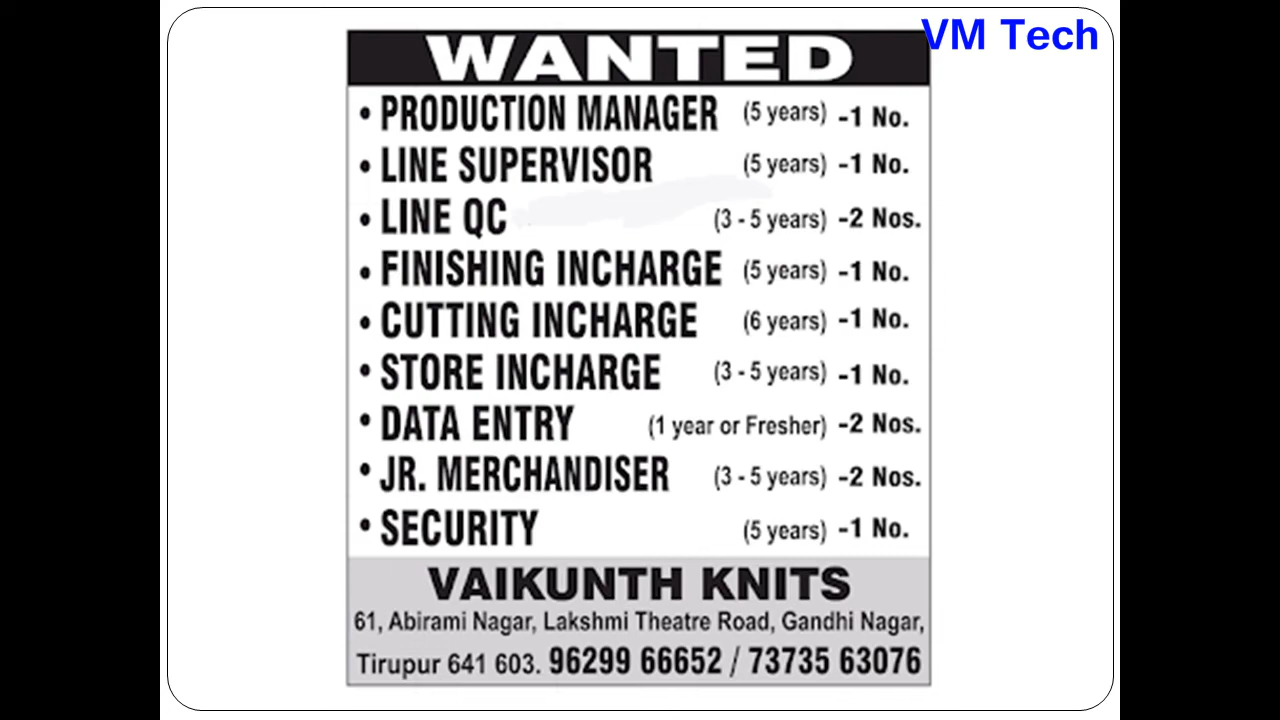 VM Tech
WANTED
• PRODUCTION MANAGER (5 years) -1 No.
• LINE SUPERVISOR (5 years) -1 No.
• LINE QC (3 - 5 years) -2 Nos.
• FINISHING INCHARGE (5 years) -1 No.
• CUTTING INCHARGE (6 years) -1 No.
• STORE INCHARGE (3 - 5 years) -1 No.
• DATA ENTRY (1 year or Fresher) -2 Nos.
• JR. MERCHANDISER (3 - 5 years) -2 Nos.
• SECURITY (5 years) -1 No.
VAIKUNTH KNITS
61, Abirami Nagar, Lakshmi Theatre Road, Gandhi Nagar,
Tirupur 641 603. 96299 66652 / 73735 63076